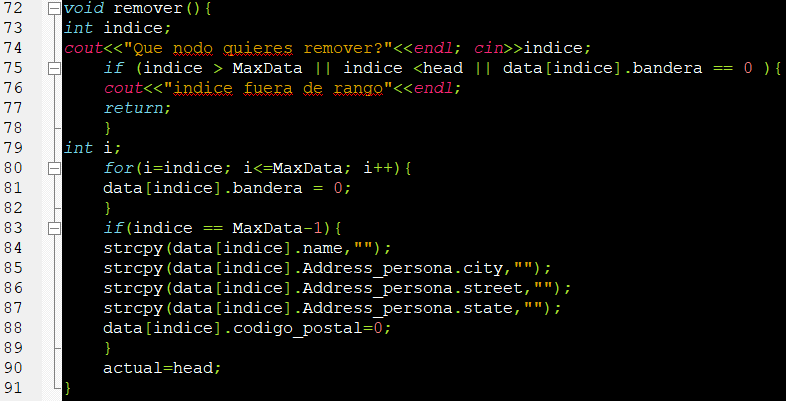 72 void remover(){
73 int indice;
74 cout<<"Que nodo quieres remover?"<<endl; cin>>indice;
75 if (indice > MaxData || indice <head || data[indice].bandera == 0 ){
76 cout<<"indice fuera de rango"<<endl;
77 return;
78 }
79 int i;
80 for(i=indice; i<=MaxData; i++){
81 data[indice].bandera = 0;
82 }
83 if(indice == MaxData-1){
84 strcpy(data[indice].name,"");
85 strcpy(data[indice].Address_persona.city,"");
86 strcpy(data[indice].Address_persona.street,"");
87 strcpy(data[indice].Address_persona.state,"");
88 data[indice].codigo_postal=0;
89 }
90 actual=head;
91 }